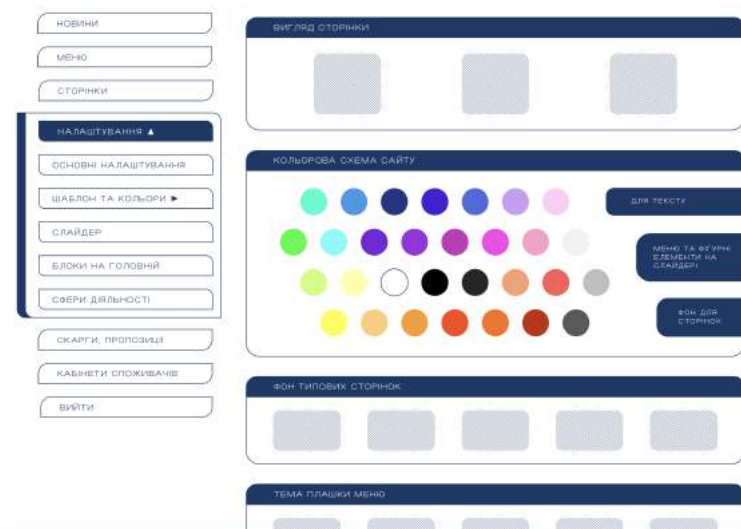 НОВИНИ
МЕНЮ
СТОРІНКИ
НАЛАШТУВАННЯ ▲
ОСНОВНІ НАЛАШТУВАННЯ
ШАБЛОН ТА КОЛЬОРИ ►
СЛАЙДЕР
БЛОКИ НА ГОЛОВНІЙ
СФЕРИ ДІЯЛЬНОСТІ
СКАРГИ, ПРОПОЗИЦІЇ
КАБІНЕТИ СПОЖИВАЧІВ
ВИЙТИ
ВИГЛЯД СТОРІНКИ
КОЛЬОРОВА СХЕМА САЙТУ
ДЛЯ ТЕКСТУ
МЕНЮ ТА ФІГУРНІ
ЕЛЕМЕНТИ НА
СЛАЙДЕРІ
ФОН ДЛЯ
СТОРІНОК
ФОН ТИПОВИХ СТОРІНОК
ТЕМА ПЛАШКИ МЕНЮ